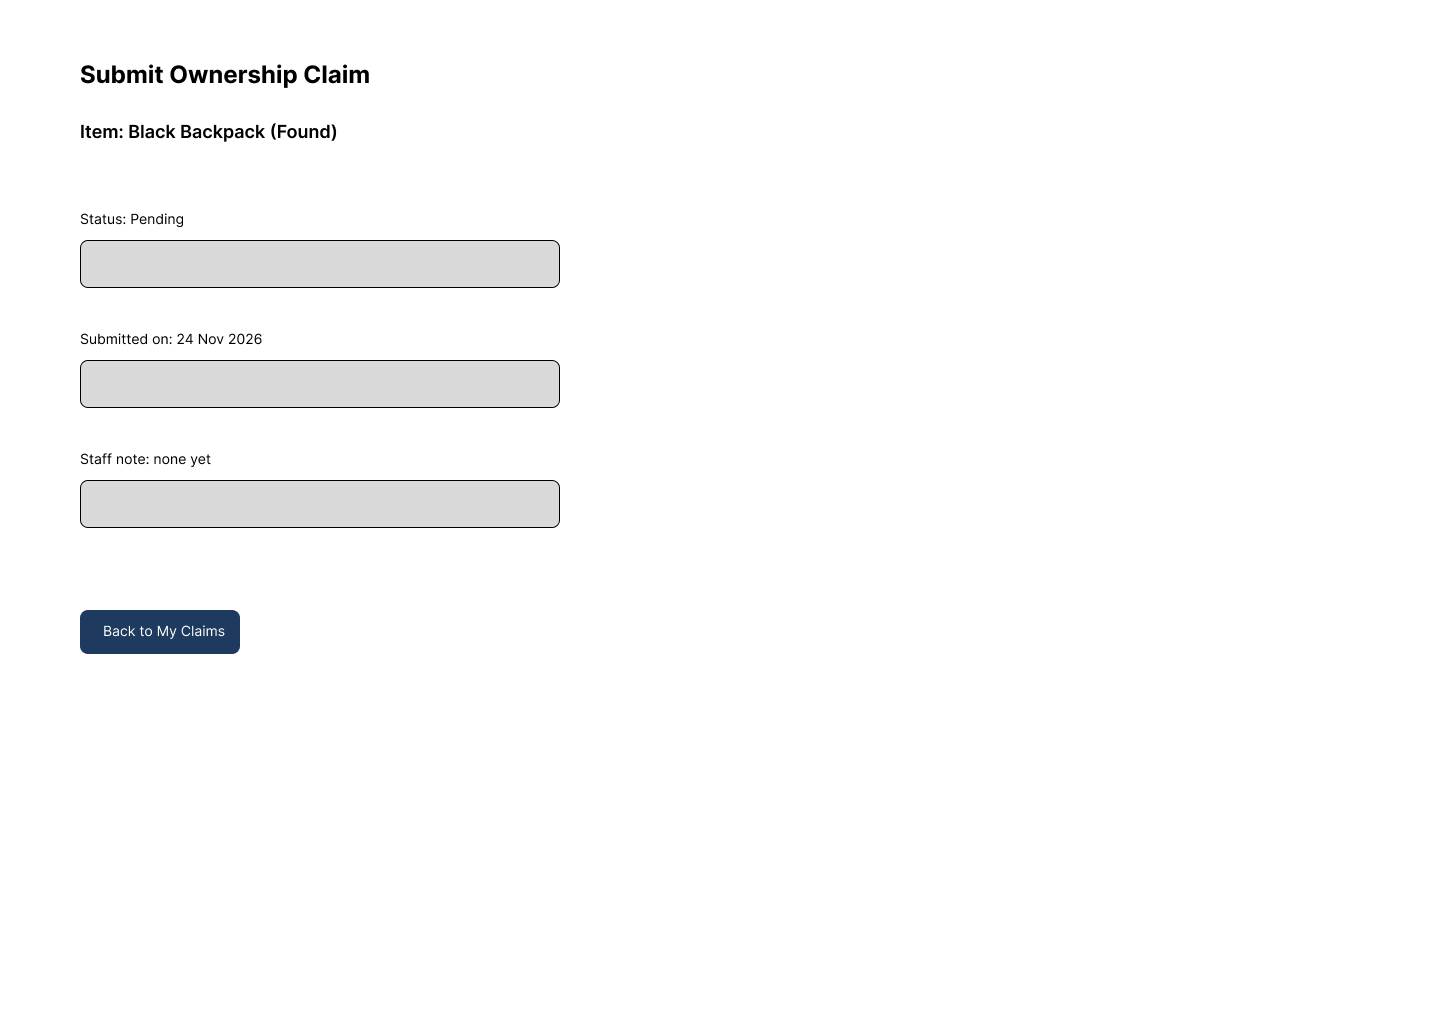 Submit Ownership Claim
Item: Black Backpack (Found)
Status: Pending
Submitted on: 24 Nov 2026
Staff note: none yet
Back to My Claims